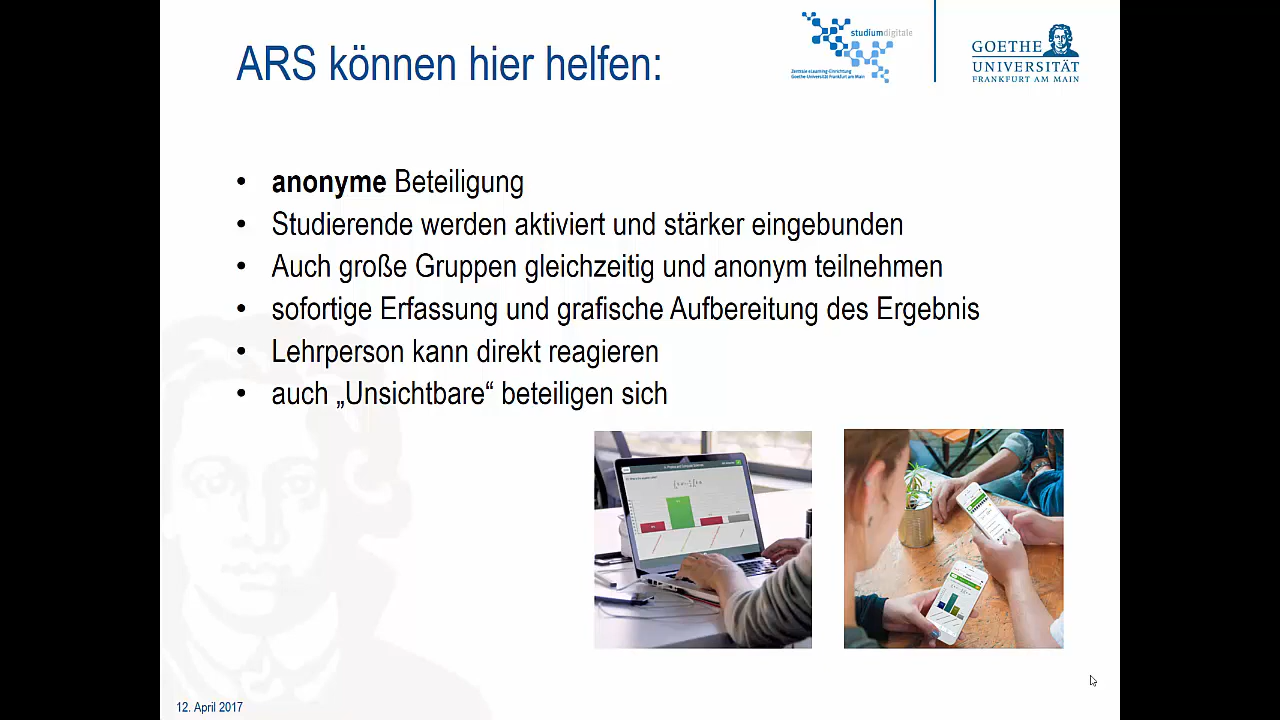 ARS können hier helfen:
studiumdigitale
Zentrale eLearning-Einrichtung
Goethe-Universität Frankfurt am Main
GOETHE
UNIVERSITÄT
FRANKFURT AM MAIN
• anonyme Beteiligung
• Studierende werden aktiviert und stärker eingebunden
• Auch große Gruppen gleichzeitig und anonym teilnehmen
• sofortige Erfassung und grafische Aufbereitung des Ergebnis
• Lehrperson kann direkt reagieren
• auch „Unsichtbare“ beteiligen sich
12. April 2017